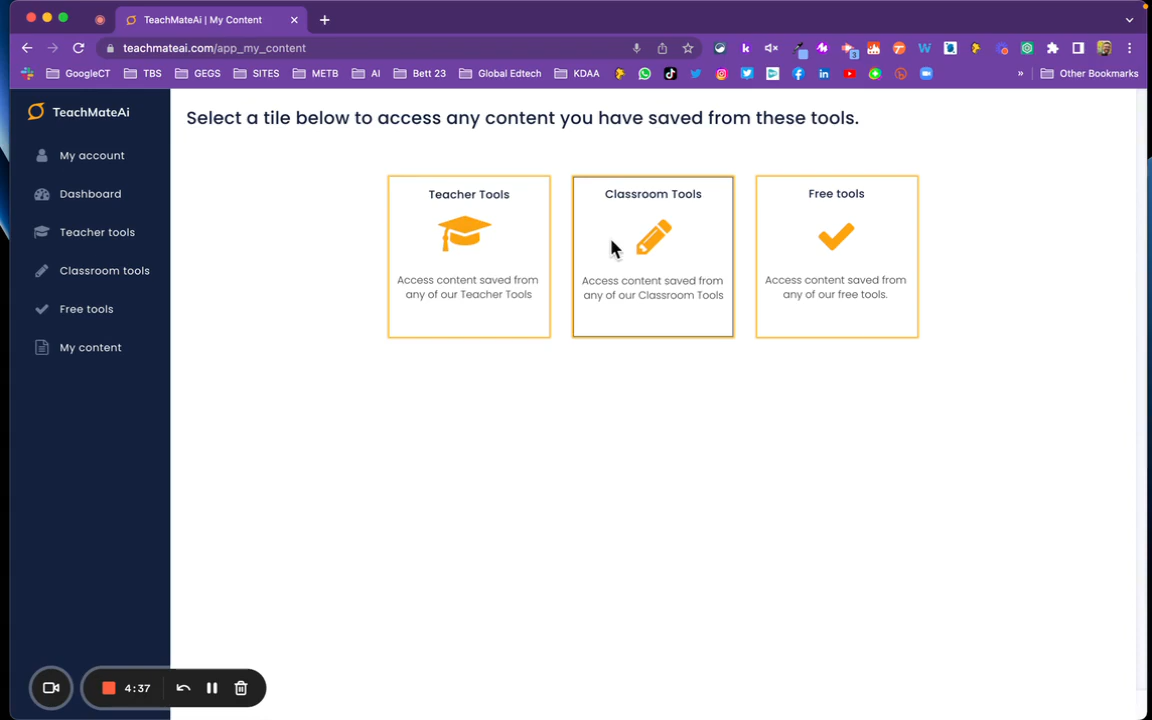 TeachMateAi | My Content
teachmateai.com/app_my_content
GoogleCT TBS GEGS SITES METB AI Bett 23 Global Edtech KDAA » Other Bookmarks
TeachMateAi
My account
Dashboard
Teacher tools
Classroom tools
Free tools
My content
Select a tile below to access any content you have saved from these tools.
Teacher Tools
Access content saved from
any of our Teacher Tools
Classroom Tools
Access content saved from
any of our Classroom Tools
Free tools
Access content saved from
any of our free tools.
4:37